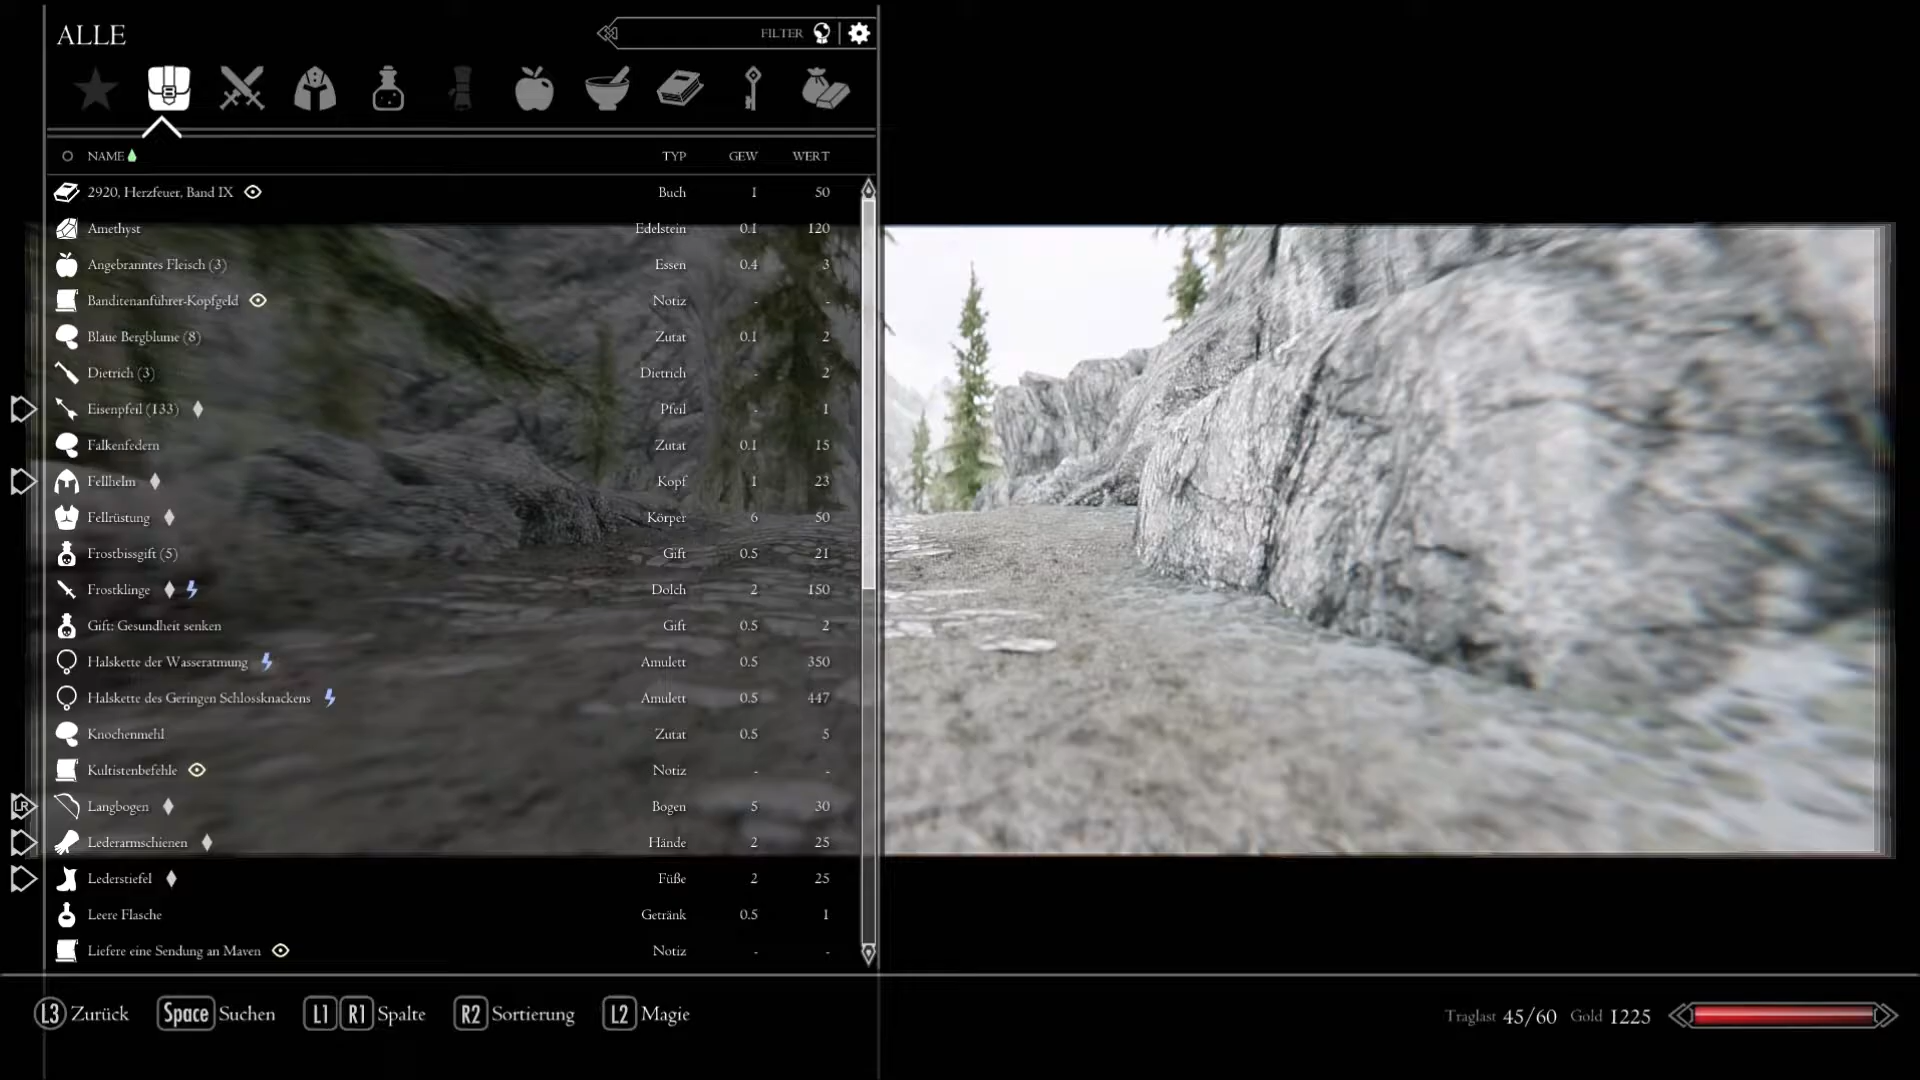 ALLE
FILTER
NAME TYP GEW WERT
2920, Herzfeuer, Band IX Buch 1 50
Amethyst Edelstein 0.1 120
Angebranntes Fleisch (3) Essen 0.4 3
Banditenanführer-Kopfgeld Notiz - -
Blaue Bergblume (8) Zutat 0.1 2
Dietrich (3) Dietrich - 2
Eisenpfeil (133) Pfeil - 1
Falkenfedern Zutat 0.1 15
Fellhelm Kopf 1 23
Fellrüstung Körper 6 50
Frostbissgift (5) Gift 0.5 21
Frostklinge Dolch 2 150
Gift: Gesundheit senken Gift 0.5 2
Halskette der Wasseratmung Amulett 0.5 350
Halskette des Geringen Schlossknackens Amulett 0.5 447
Knochenmehl Zutat 0.5 5
Kultistenbefehle Notiz - -
LR Langbogen Bogen 5 30
Lederarmschienen Hände 2 25
Lederstiefel Füße 2 25
Leere Flasche Getränk 0.5 1
Liefere eine Sendung an Maven Notiz - -
L3 Zurück Space Suchen L1 R1 Spalte R2 Sortierung L2 Magie Traglast 45/60 Gold 1225